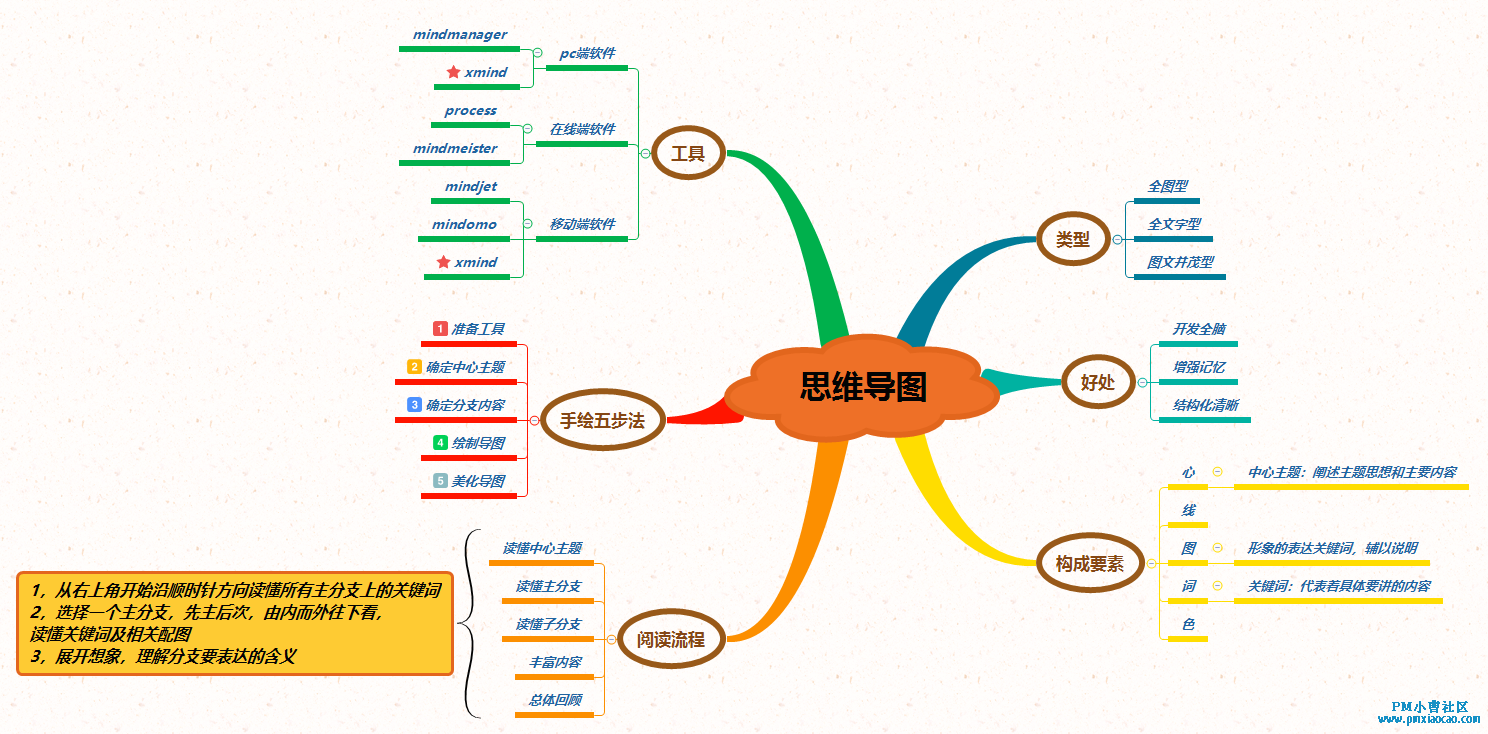 思维导图
类型
全图型
全文字型
图文并茂型
好处
开发全脑
增强记忆
结构化清晰
构成要素
心
中心主题：阐述主题思想和主要内容
线
图
形象的表达关键词，辅以说明
词
关键词：代表着具体要讲的内容
色
工具
pc端软件
mindmanager
xmind
在线端软件
process
mindmeister
移动端软件
mindjet
mindomo
xmind
手绘五步法
1 准备工具
2 确定中心主题
3 确定分支内容
4 绘制导图
5 美化导图
阅读流程
读懂中心主题
读懂主分支
读懂子分支
丰富内容
总体回顾
1，从右上角开始沿顺时针方向读懂所有主分支上的关键词
2，选择一个主分支，先主后次，由内而外往下看，
读懂关键词及相关配图
3，展开想象，理解分支要表达的含义
PM小曹社区
www.pmxiaocao.com